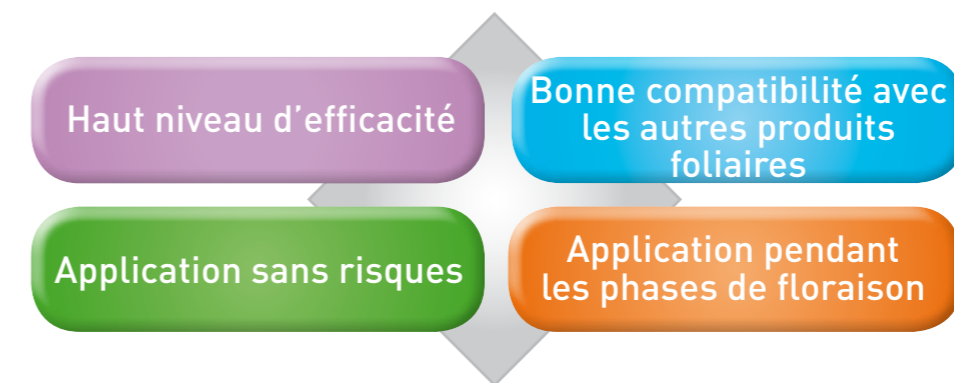 Haut niveau d’efficacité
Bonne compatibilité avec
les autres produits
foliaires
Application sans risques
Application pendant
les phases de floraison